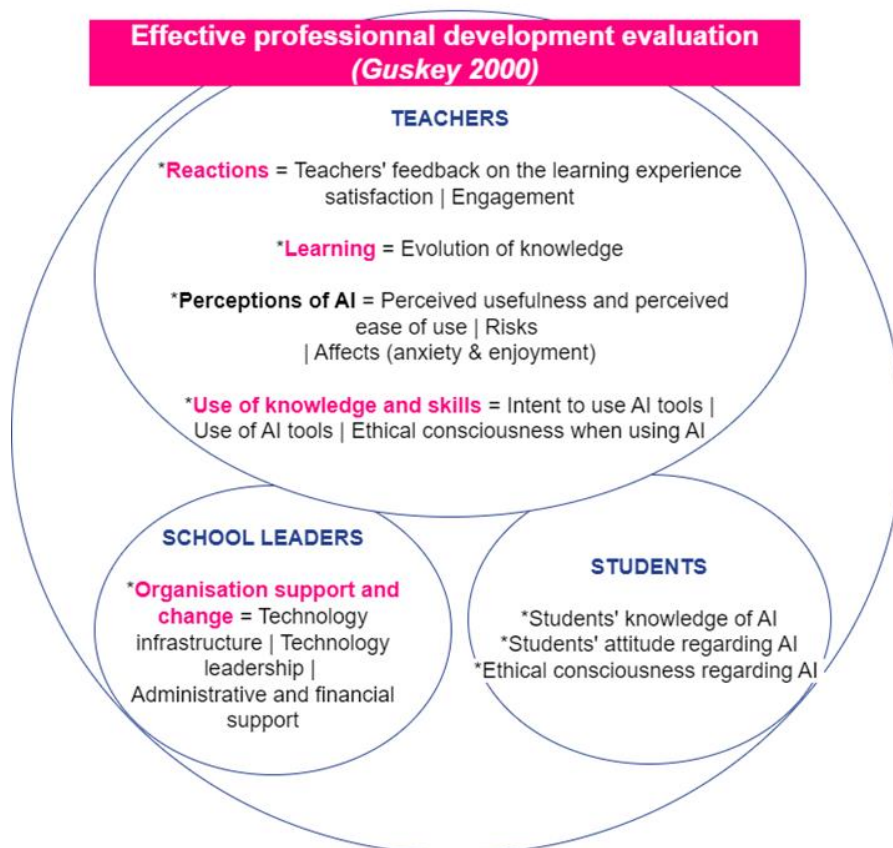 Effective professionnal development evaluation
(Guskey 2000)
TEACHERS
*Reactions = Teachers' feedback on the learning experience
satisfaction | Engagement
*Learning = Evolution of knowledge
*Perceptions of AI = Perceived usefulness and perceived
ease of use | Risks
| Affects (anxiety & enjoyment)
*Use of knowledge and skills = Intent to use AI tools |
Use of AI tools | Ethical consciousness when using AI
SCHOOL LEADERS
*Organisation support and
change = Technology
infrastructure | Technology
leadership |
Administrative and financial
support
STUDENTS
*Students' knowledge of AI
*Students' attitude regarding AI
*Ethical consciousness regarding AI